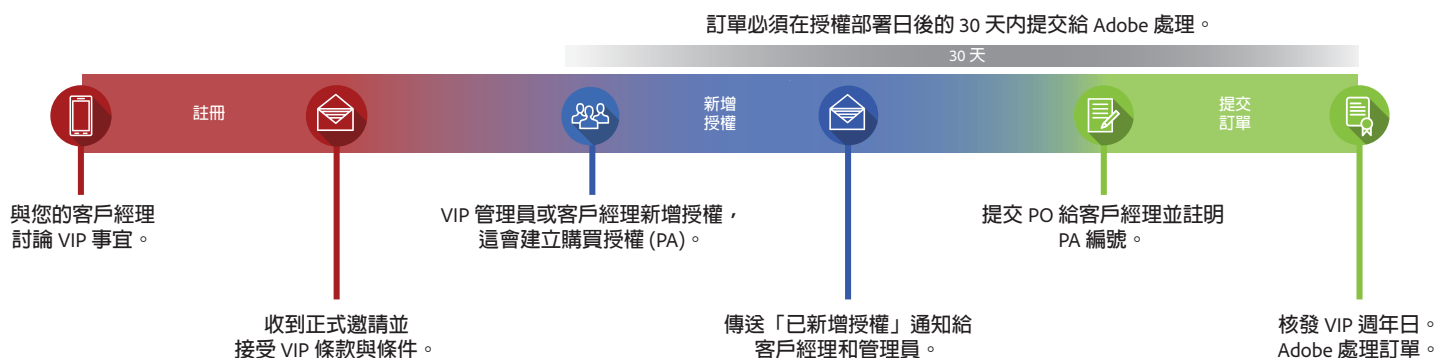 訂單必須在授權部署日後的 30 天內提交給 Adobe 處理。
30 天
註冊
新增
授權
提交
訂單
與您的客戶經理
討論 VIP 事宜。
VIP 管理員或客戶經理新增授權，
這會建立購買授權 (PA)。
提交 PO 給客戶經理並註明
PA 編號。
收到正式邀請並
接受 VIP 條款與條件。
傳送「已新增授權」通知給
客戶經理和管理員。
核發 VIP 週年日。
Adobe 處理訂單。